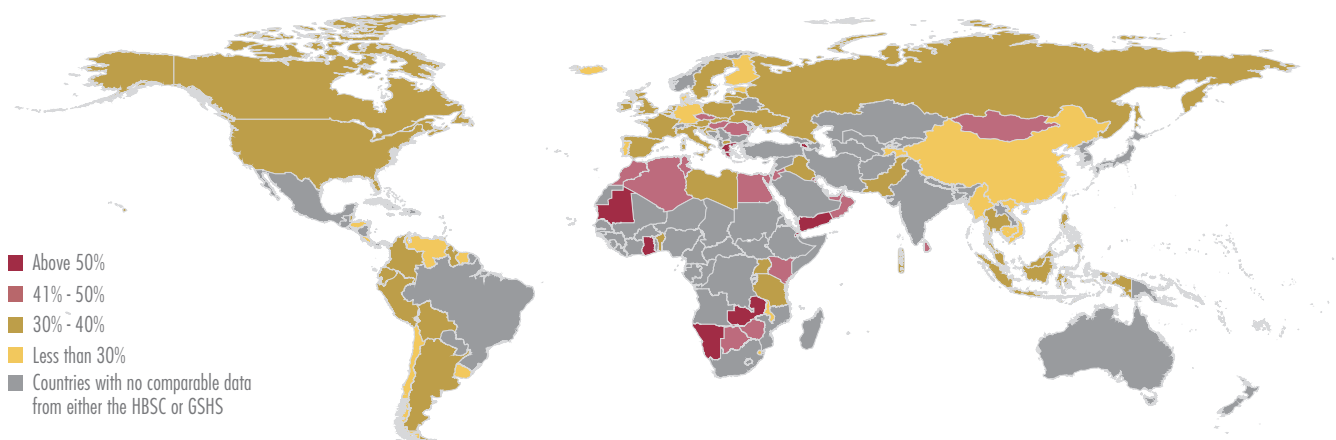 Above 50%
41% - 50%
30% - 40%
Less than 30%
Countries with no comparable data
from either the HBSC or GSHS